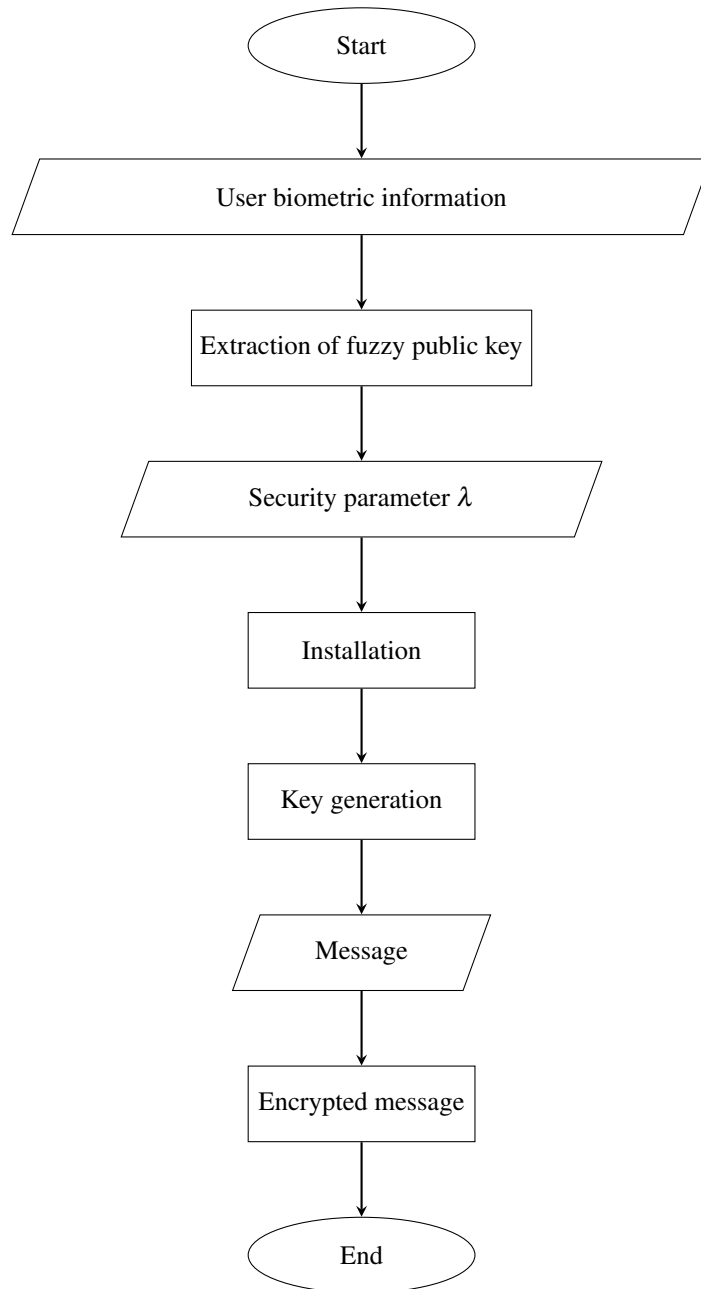 Start
User biometric information
Extraction of fuzzy public key
Security parameter λ
Installation
Key generation
Message
Encrypted message
End